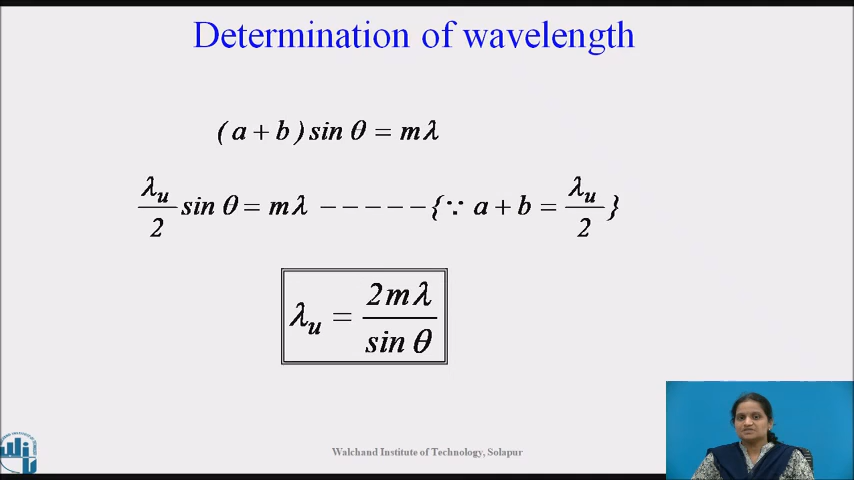 Determination of wavelength
( a + b ) sin θ = mλ
λu/2 sin θ = mλ − − − − − { ∵ a + b = λu/2 }
λu = 2mλ / sin θ
Walchand Institute of Technology, Solapur